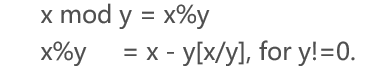 x mod y = x%y
x%y = x - y[x/y], for y!=0.